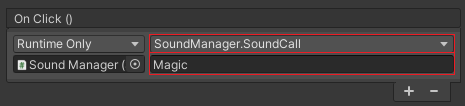 On Click ()
Runtime Only SoundManager.SoundCall
Sound Manager ( Magic
+ −